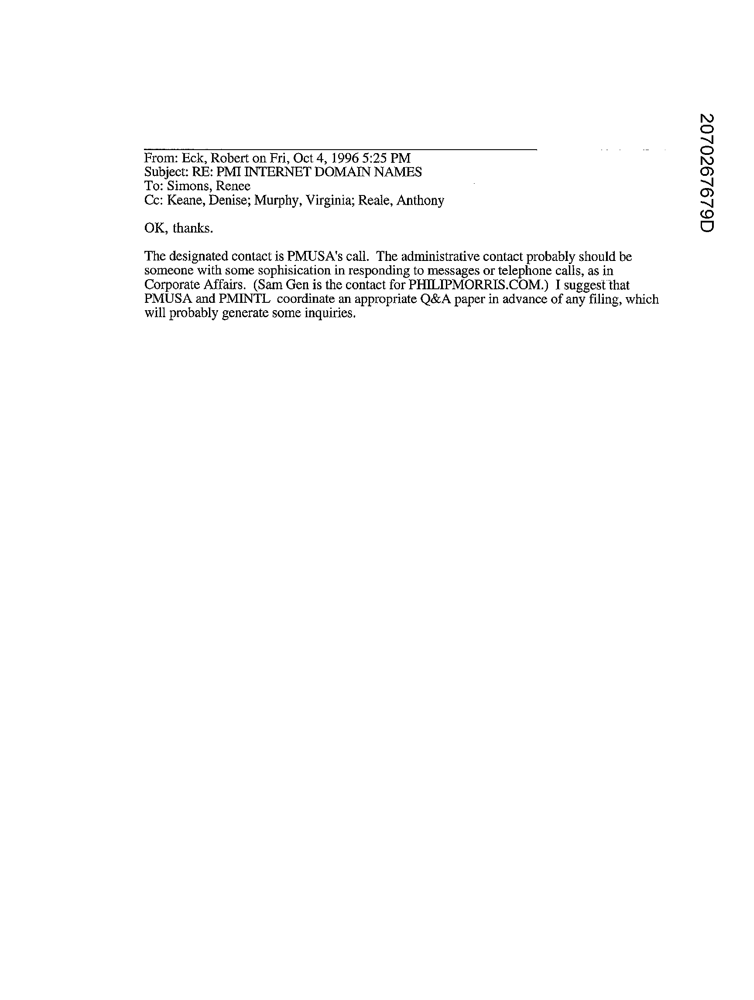 From: Eck, Robert on Fri, Oct 4, 1996 5:25 PM
Subject: RE: PMI INTERNET DOMAIN NAMES
To: Simons, Renee
Cc: Keane, Denise; Murphy, Virginia; Reale, Anthony
OK, thanks.
The designated contact is PMUSA's call. The administrative contact probably should be
someone with some sophisication in responding to messages or telephone calls, as in
Corporate Affairs. (Sam Gen is the contact for PHILIPMORRIS.COM.) I suggest that
PMUSA and PMINTL coordinate an appropriate Q&A paper in advance of any filing, which
will probably generate some inquiries.
2070267679D